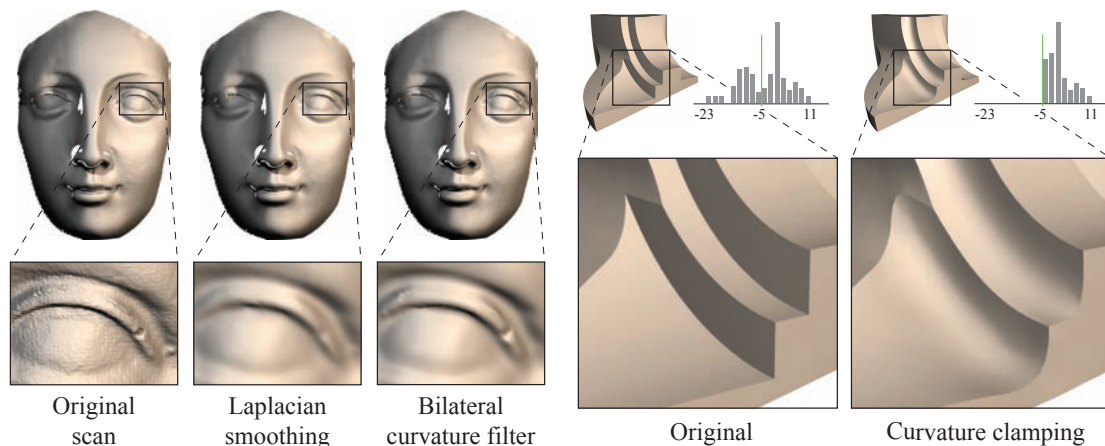 -23 -5 11
-23 -5 11
Original
scan
Laplacian
smoothing
Bilateral
curvature filter
Original
Curvature clamping